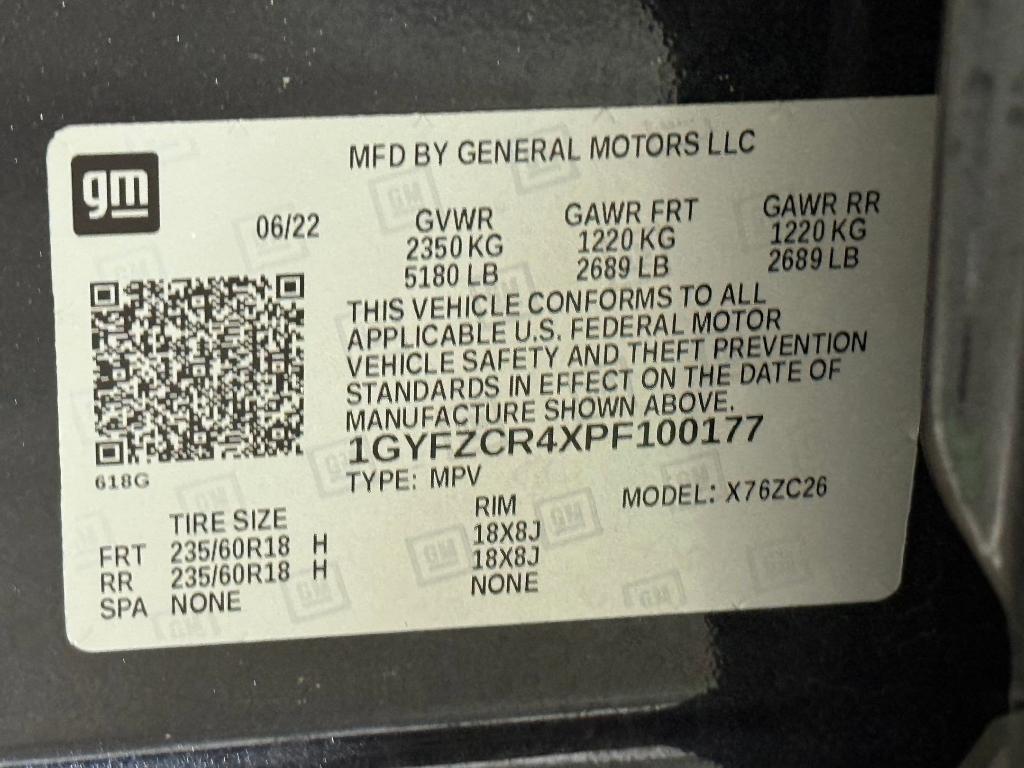 gm
MFD BY GENERAL MOTORS LLC
06/22 GVWR GAWR FRT GAWR RR
2350 KG 1220 KG 1220 KG
5180 LB 2689 LB 2689 LB
THIS VEHICLE CONFORMS TO ALL
APPLICABLE U.S. FEDERAL MOTOR
VEHICLE SAFETY AND THEFT PREVENTION
STANDARDS IN EFFECT ON THE DATE OF
MANUFACTURE SHOWN ABOVE.
1GYFZCR4XPF100177
618G
TYPE: MPV MODEL: X76ZC26
TIRE SIZE RIM
FRT 235/60R18 H 18X8J
RR 235/60R18 H 18X8J
SPA NONE NONE